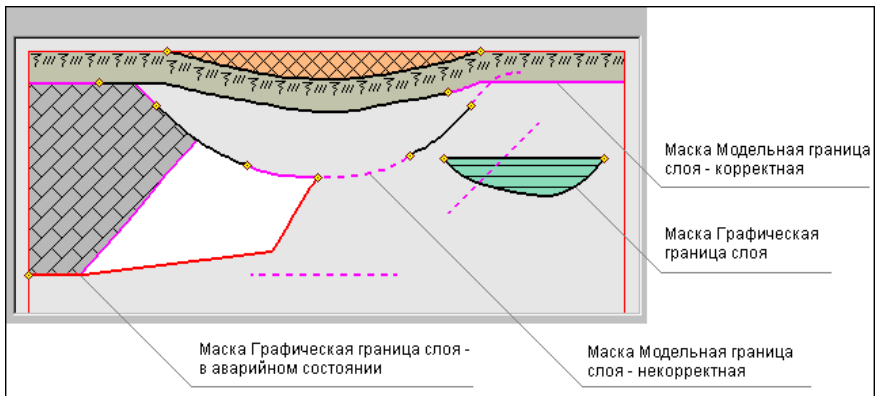 Маска Модельная граница
слоя - корректная
Маска Графическая
граница слоя
Маска Графическая граница слоя -
в аварийном состоянии
Маска Модельная граница
слоя - некорректная